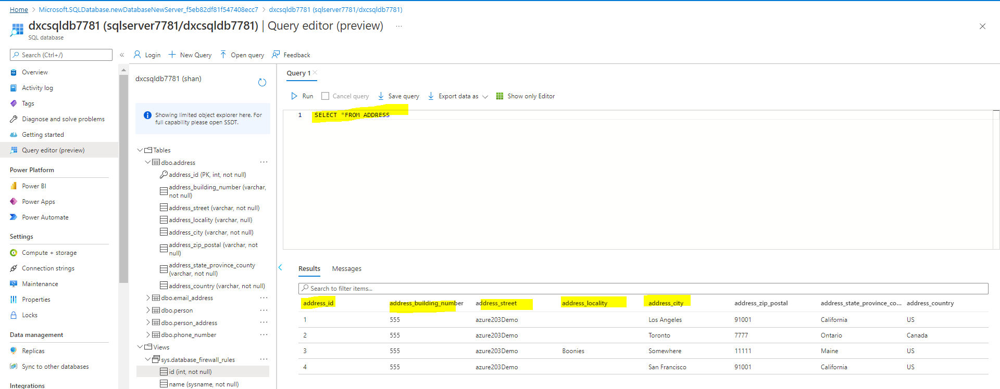 Home > Microsoft.SQLDatabase.newDatabaseNewServer_f5eb82df81f547408ecc7 > dxcsqldb7781 (sqlserver7781/dxcsqldb7781)
dxcsqldb7781 (sqlserver7781/dxcsqldb7781) | Query editor (preview) ...
SQL database
Search (Ctrl+/)
«
Overview
Activity log
Tags
Diagnose and solve problems
Getting started
Query editor (preview)
Power Platform
Power BI
Power Apps
Power Automate
Settings
Compute + storage
Connection strings
Maintenance
Properties
Locks
Data management
Replicas
Sync to other databases
Integrations
Login New Query Open query Feedback
dxcsqldb7781 (shan)
Showing limited object explorer here. For
full capability please open SSDT.
Tables
dbo.address ...
address_id (PK, int, not null)
address_building_number (varchar,
not null)
address_street (varchar, not null)
address_locality (varchar, null)
address_city (varchar, not null)
address_zip_postal (varchar, not
null)
address_state_province_county
(varchar, not null)
address_country (varchar, not null)
dbo.email_address ...
dbo.person ...
dbo.person_address ...
dbo.phone_number ...
Views
sys.database_firewall_rules ...
id (int, not null)
name (sysname, not null)
Query 1
Run Cancel query Save query Export data as Show only Editor
1 SELECT *FROM ADDRESS
Results Messages
Search to filter items...
address_id address_building_number address_street address_locality address_city address_zip_postal address_state_province_co... address_country
1 555 azure203Demo Los Angeles 91001 California US
2 555 azure203Demo Toronto 7777 Ontario Canada
3 555 azure203Demo Boonies Somewhere 11111 Maine US
4 555 azure203Demo San Francisco 91001 California US